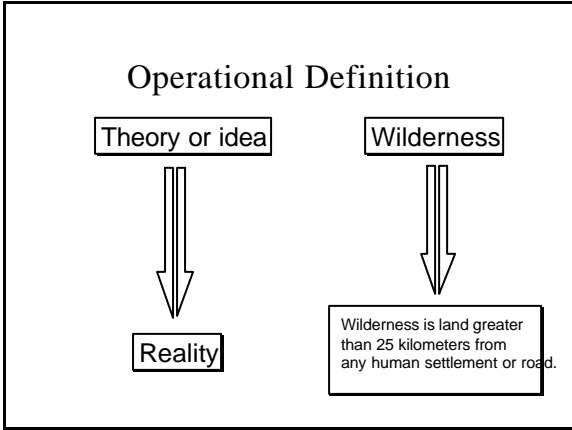 Operational Definition
Theory or idea
Wilderness
Reality
Wilderness is land greater
than 25 kilometers from
any human settlement or road.